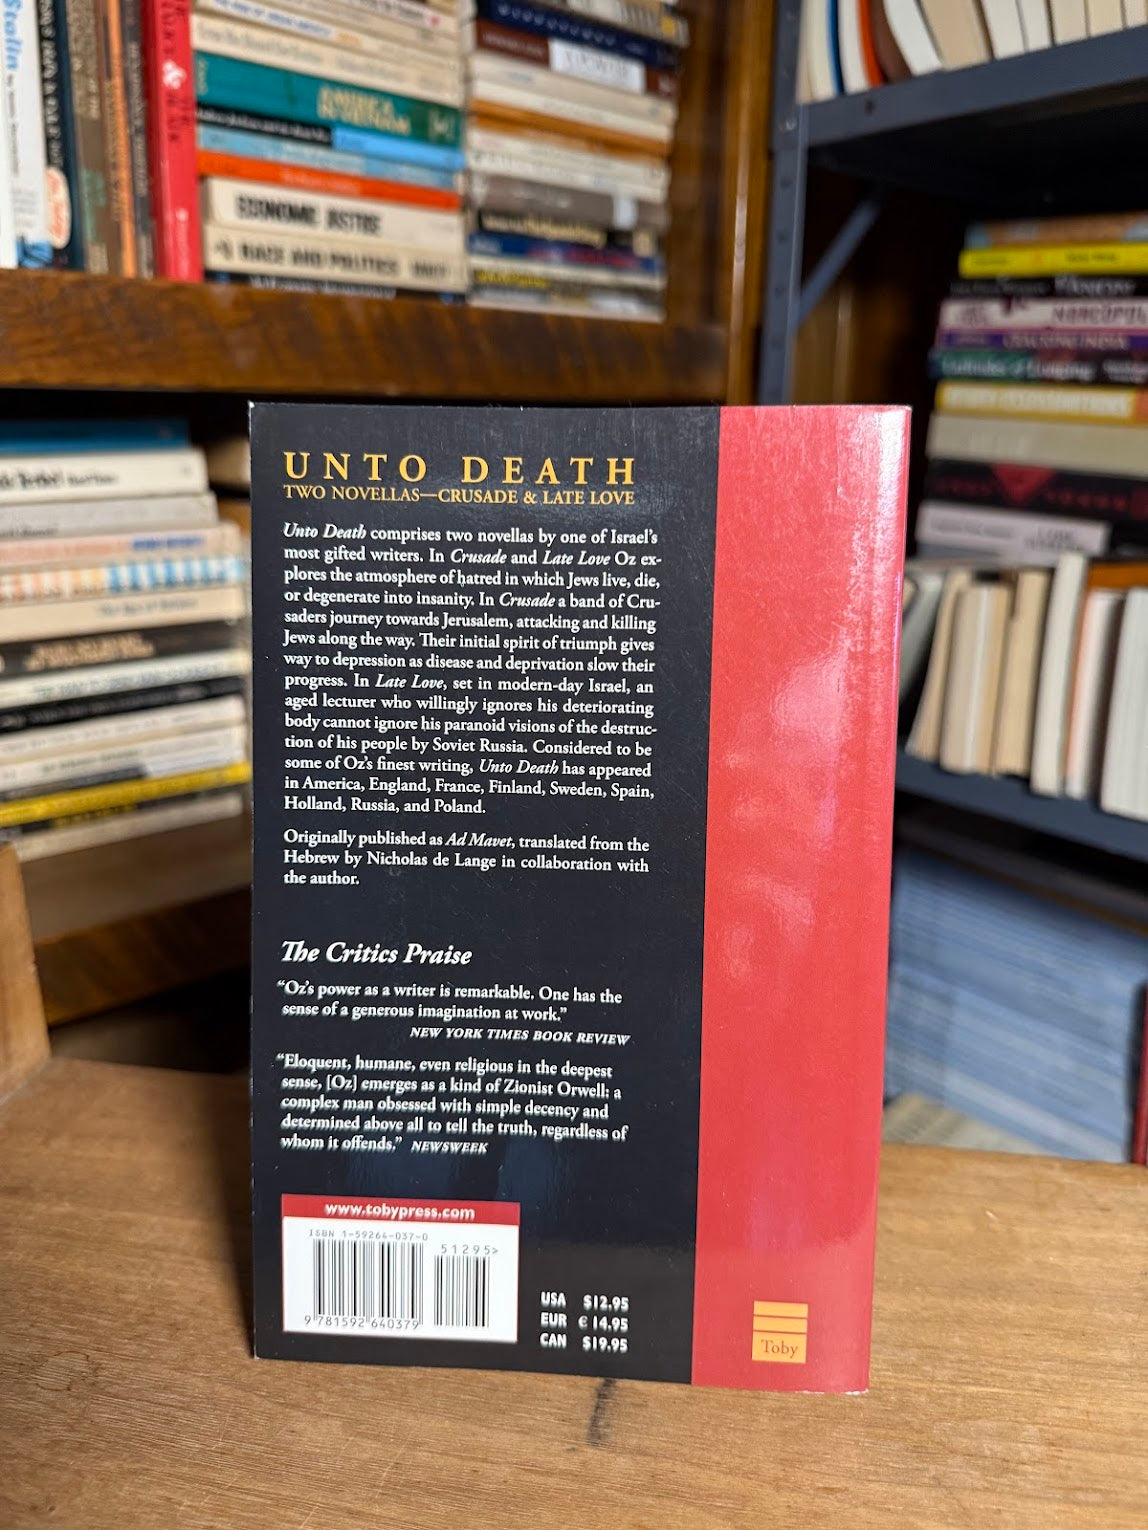 Stalin
AMERICA
ECONOMIC JUSTICE
RACE AND POLITICS
UNTO DEATH
TWO NOVELLAS—CRUSADE & LATE LOVE
Unto Death comprises two novellas by one of Israel's
most gifted writers. In Crusade and Late Love Oz ex-
plores the atmosphere of hatred in which Jews live, die,
or degenerate into insanity. In Crusade a band of Cru-
saders journey towards Jerusalem, attacking and killing
Jews along the way. Their initial spirit of triumph gives
way to depression as disease and deprivation slow their
progress. In Late Love, set in modern-day Israel, an
aged lecturer who willingly ignores his deteriorating
body cannot ignore his paranoid visions of the destruc-
tion of his people by Soviet Russia. Considered to be
some of Oz's finest writing, Unto Death has appeared
in America, England, France, Finland, Sweden, Spain,
Holland, Russia, and Poland.
Originally published as Ad Mavet, translated from the
Hebrew by Nicholas de Lange in collaboration with
the author.
The Critics Praise
“Oz's power as a writer is remarkable. One has the
sense of a generous imagination at work.”
NEW YORK TIMES BOOK REVIEW
“Eloquent, humane, even religious in the deepest
sense, [Oz] emerges as a kind of Zionist Orwell: a
complex man obsessed with simple decency and
determined above all to tell the truth, regardless of
whom it offends.” NEWSWEEK
www.tobypress.com
ISBN 1-59264-037-0
51295>
9 781592 640379
USA $12.95
EUR € 14.95
CAN $19.95
Toby